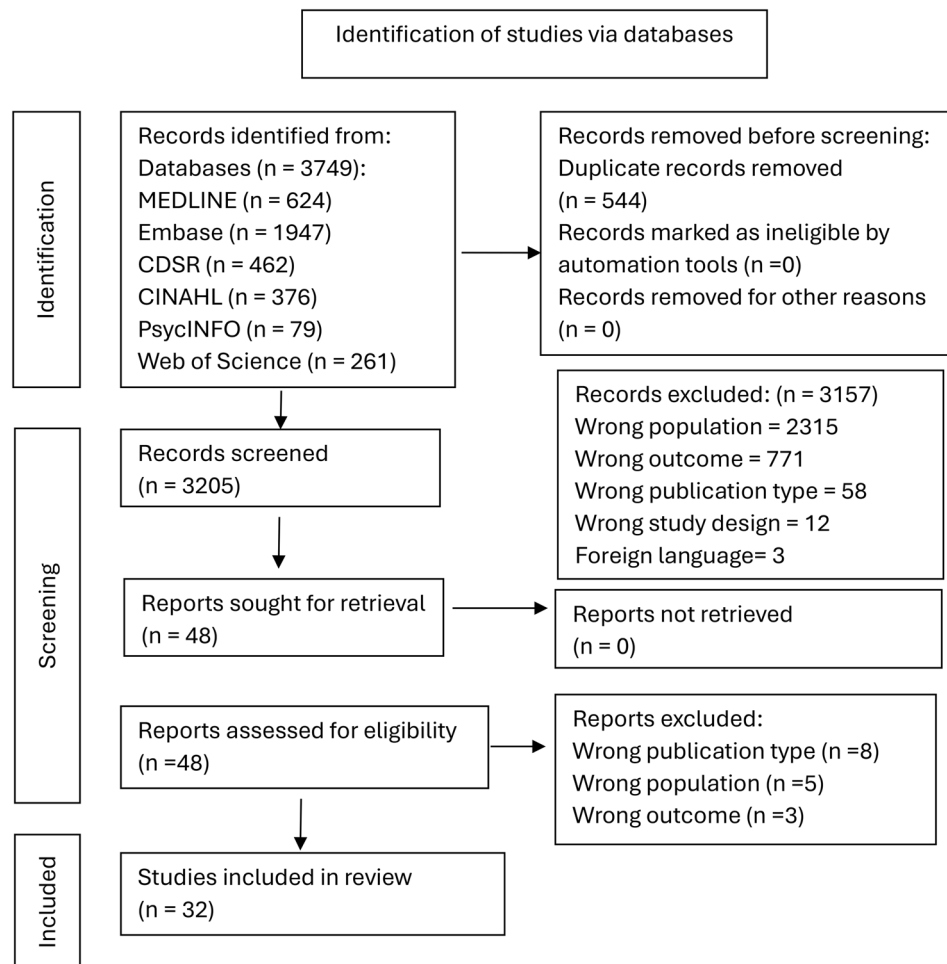 Identification of studies via databases
Identification
Records identified from:
Databases (n = 3749):
MEDLINE (n = 624)
Embase (n = 1947)
CDSR (n = 462)
CINAHL (n = 376)
PsycINFO (n = 79)
Web of Science (n = 261)
Records removed before screening:
Duplicate records removed
(n = 544)
Records marked as ineligible by
automation tools (n =0)
Records removed for other reasons
(n = 0)
Screening
Records screened
(n = 3205)
Records excluded: (n = 3157)
Wrong population = 2315
Wrong outcome = 771
Wrong publication type = 58
Wrong study design = 12
Foreign language= 3
Reports sought for retrieval
(n = 48)
Reports not retrieved
(n = 0)
Reports assessed for eligibility
(n =48)
Reports excluded:
Wrong publication type (n =8)
Wrong population (n =5)
Wrong outcome (n =3)
Included
Studies included in review
(n = 32)